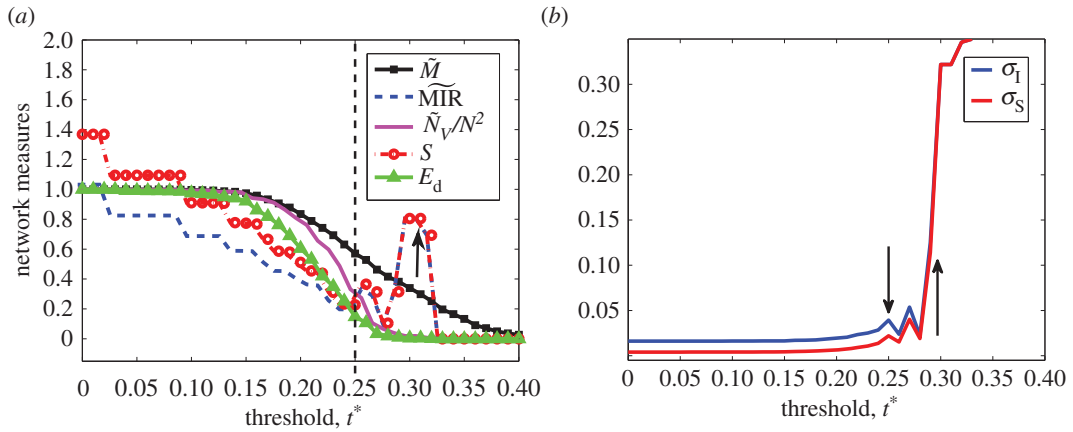 (a)
2.0
1.8
1.6
1.4
1.2
1.0
0.8
0.6
0.4
0.2
0
network measures
M̃
M͠IR
Ñ_V/N²
S
E_d
0 0.05 0.10 0.15 0.20 0.25 0.30 0.35 0.40
threshold, t*
(b)
0.30
0.25
0.20
0.15
0.10
0.05
σ_I
σ_S
0 0.05 0.10 0.15 0.20 0.25 0.30 0.35 0.40
threshold, t*